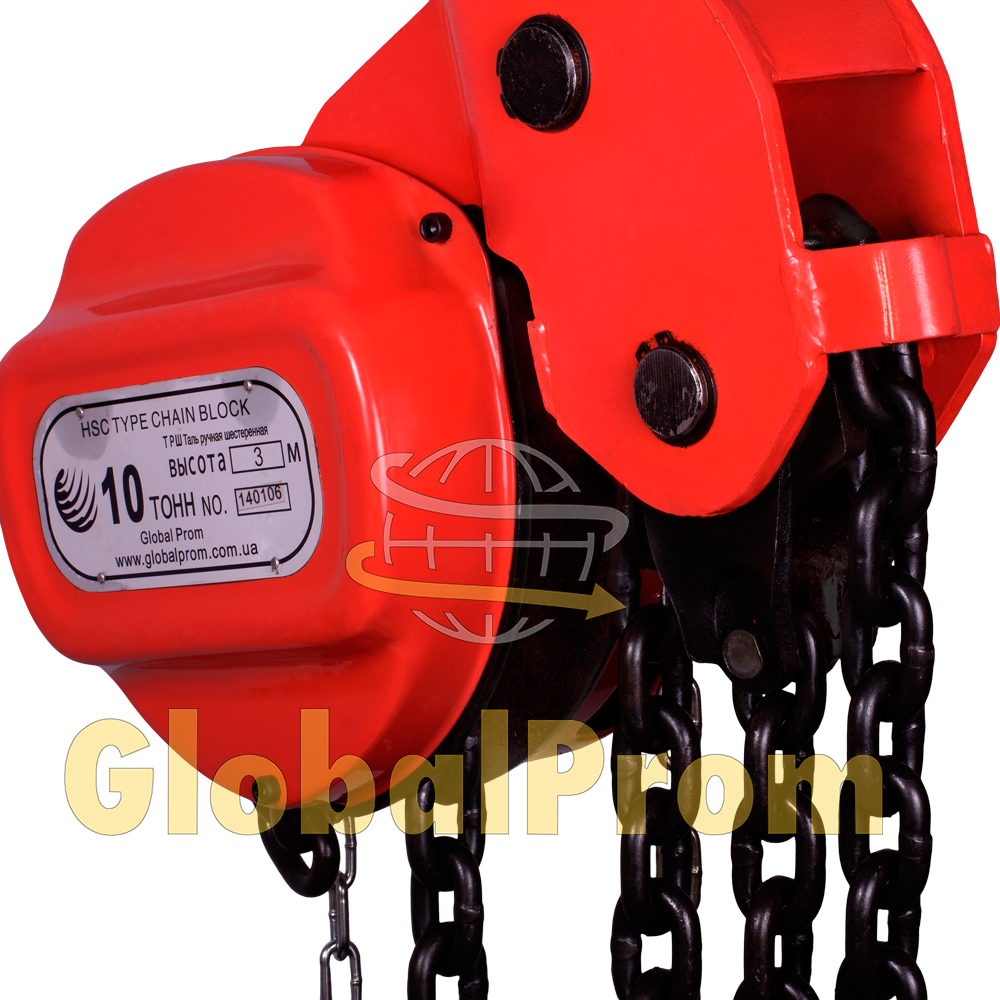 HSC TYPE CHAIN BLOCK
ТРШ Таль ручная шестеренная
ВЫСОТА 3 М
10 ТОНН NO. 140106
Global Prom
www.globalprom.com.ua
GlobalProm